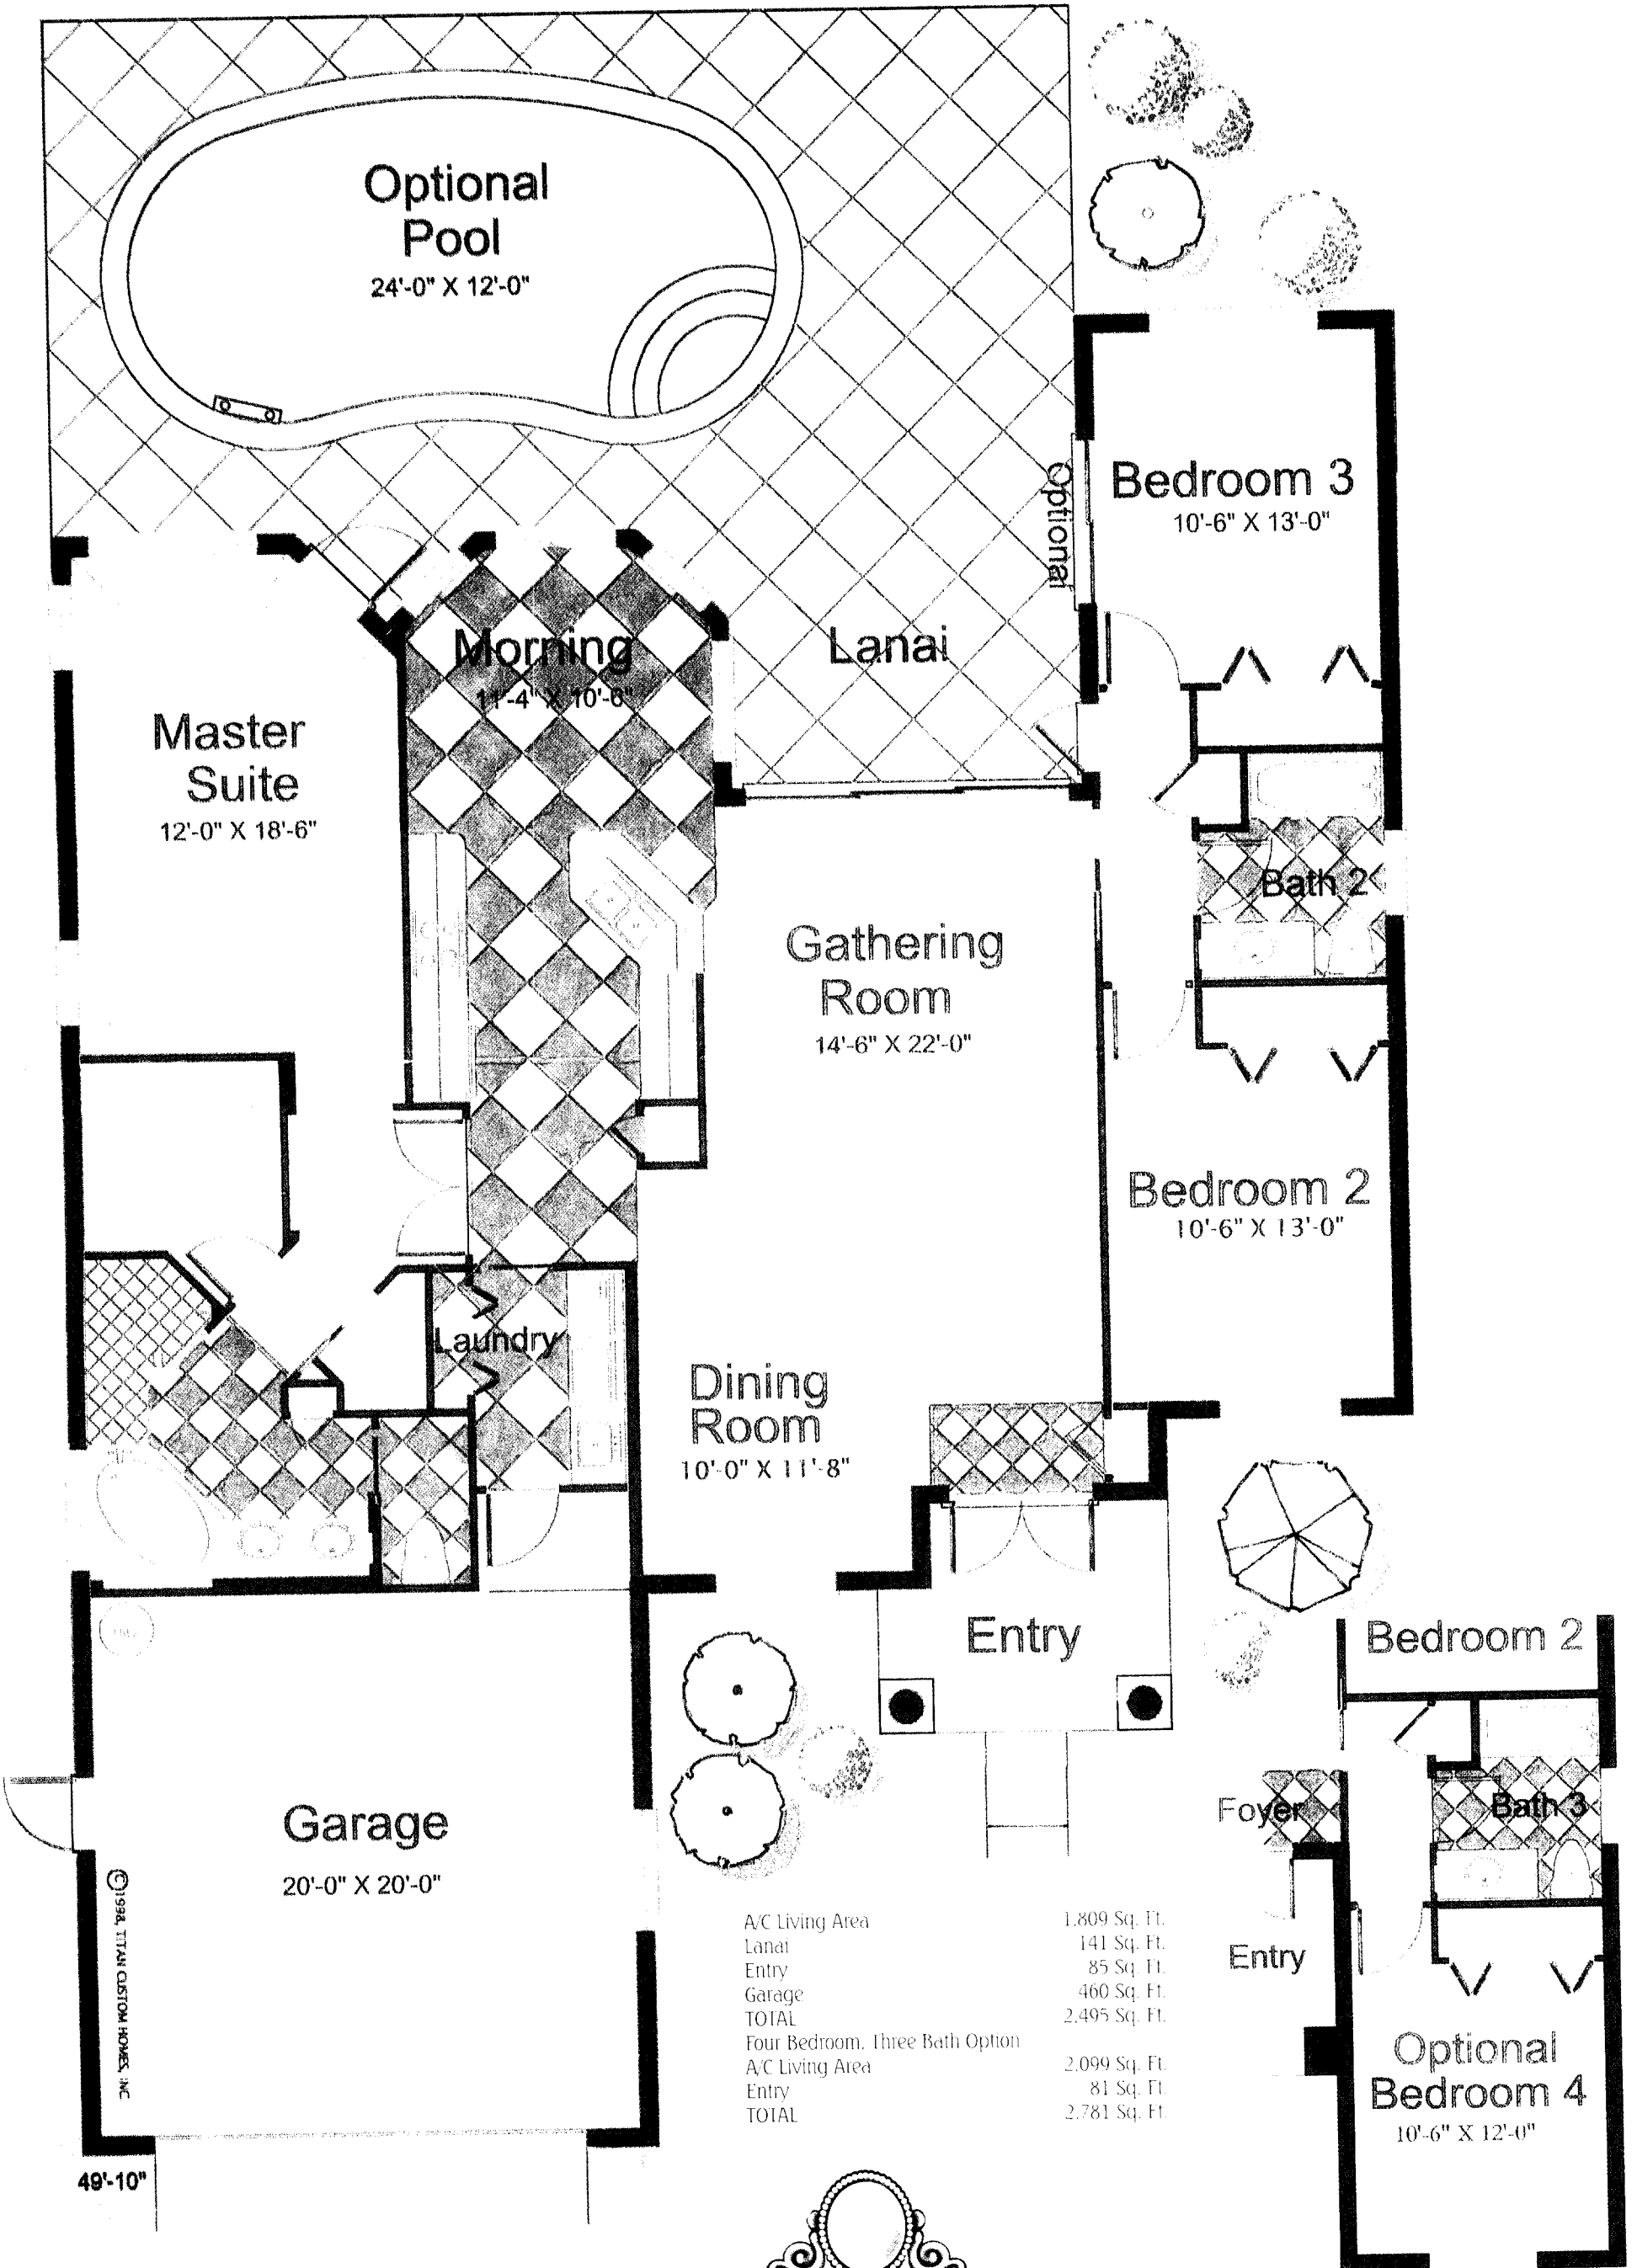 Optional
Pool
24'-0" X 12'-0"
Bedroom 3
10'-6" X 13'-0"
Optional
Morning
11'-4" X 10'-6"
Lanai
Master
Suite
12'-0" X 18'-6"
Bath 2
Gathering
Room
14'-6" X 22'-0"
Bedroom 2
10'-6" X 13'-0"
Laundry
Dining
Room
10'-0" X 11'-8"
Entry
Bedroom 2
Foyer
Bath 3
Garage
20'-0" X 20'-0"
©1998, TITAN CUSTOM HOMES, INC
A/C Living Area 1,809 Sq. Ft.
Lanai 141 Sq. Ft.
Entry 85 Sq. Ft.
Garage 460 Sq. Ft.
TOTAL 2,495 Sq. Ft.
Four Bedroom, Three Bath Option
A/C Living Area 2,099 Sq. Ft.
Entry 81 Sq. Ft.
TOTAL 2,781 Sq. Ft.
Entry
Optional
Bedroom 4
10'-6" X 12'-0"
49'-10"